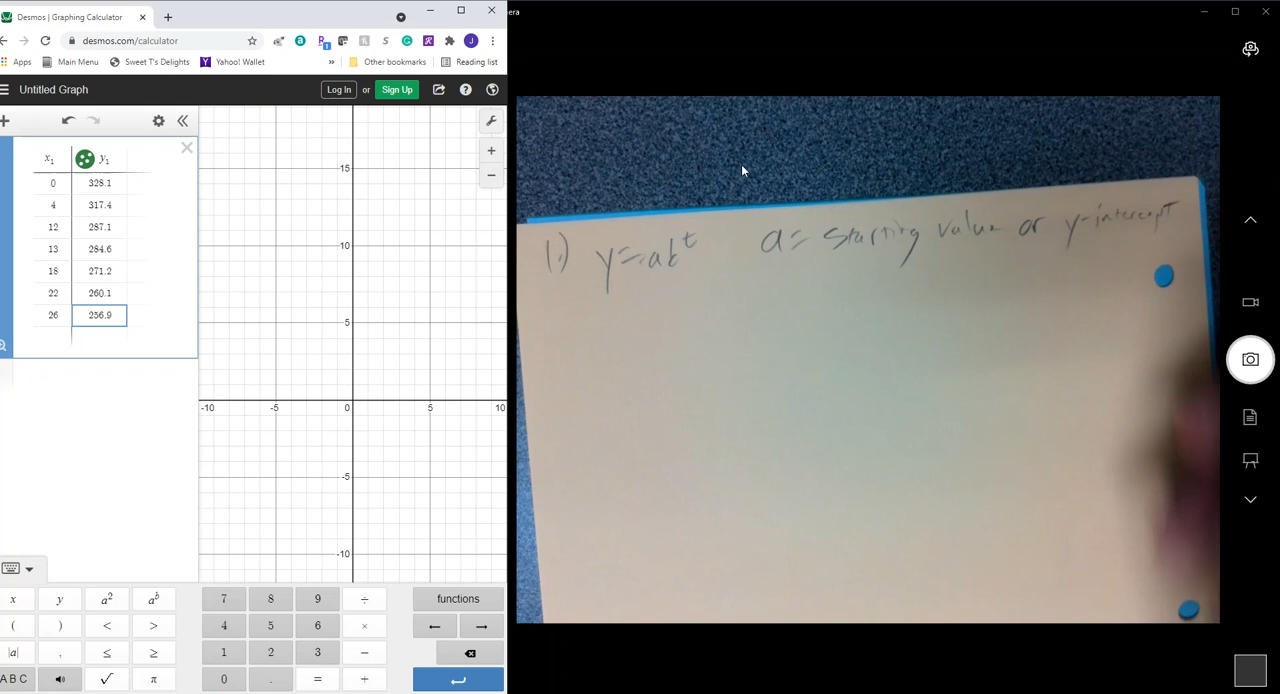 Desmos | Graphing Calculator
era
desmos.com/calculator
Apps Main Menu Sweet T's Delights Yahoo! Wallet » Other bookmarks Reading list
Untitled Graph Log In or Sign Up
x₁ y₁
0 328.1
4 317.4
12 287.1
13 284.6
18 271.2
22 260.1
26 256.9
15
10
5
-10 -5 0 5 10
-5
-10
1.) y=abᵗ a= starting value or y-intercept
x y a² aᵇ 7 8 9 ÷ functions
( ) < > 4 5 6 × ← →
|a| , ≤ ≥ 1 2 3 −
A B C √ π 0 . = +